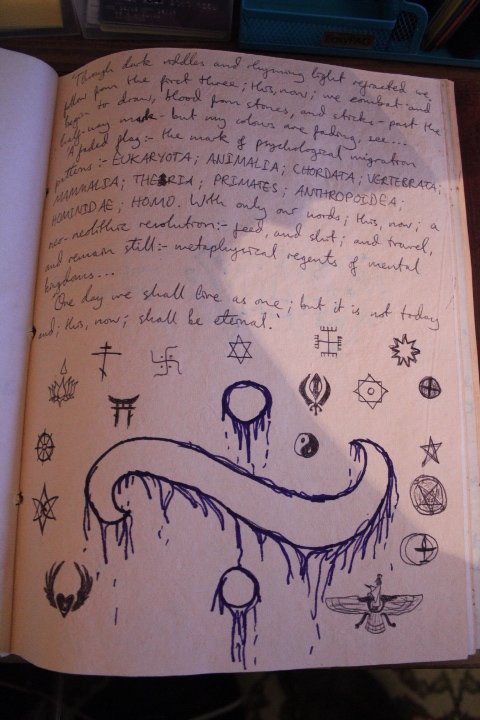 'Through dark riddles and rhyming light refracted we
follow from the first three; this, now; we combat and
begin to draw, blood from stones, and sticks - past the
half-way mark - but my colours are fading, see...
'A faded flag:- the mark of psychological migration
patterns:- EUKARYOTA; ANIMALIA; CHORDATA; VERTEBRATA;
MAMMALIA; THERIA; PRIMATES; ANTHROPOIDEA;
HOMINIDAE; HOMO. With only our words; this, now; a
neo-neolithic resolution:- feed, and shit; and travel,
and remain still:- metaphysical regents of mental
kingdoms...
'One day we shall live as one; but it is not today
and; this, now; shall be eternal.'